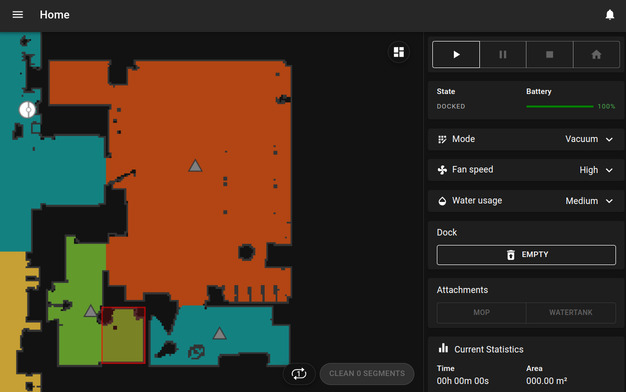 Home
State
DOCKED
Battery
100%
Mode
Vacuum
Fan speed
High
Water usage
Medium
Dock
EMPTY
Attachments
MOP
WATERTANK
Current Statistics
Time
00h 00m 00s
Area
000.00 m²
1
CLEAN 0 SEGMENTS